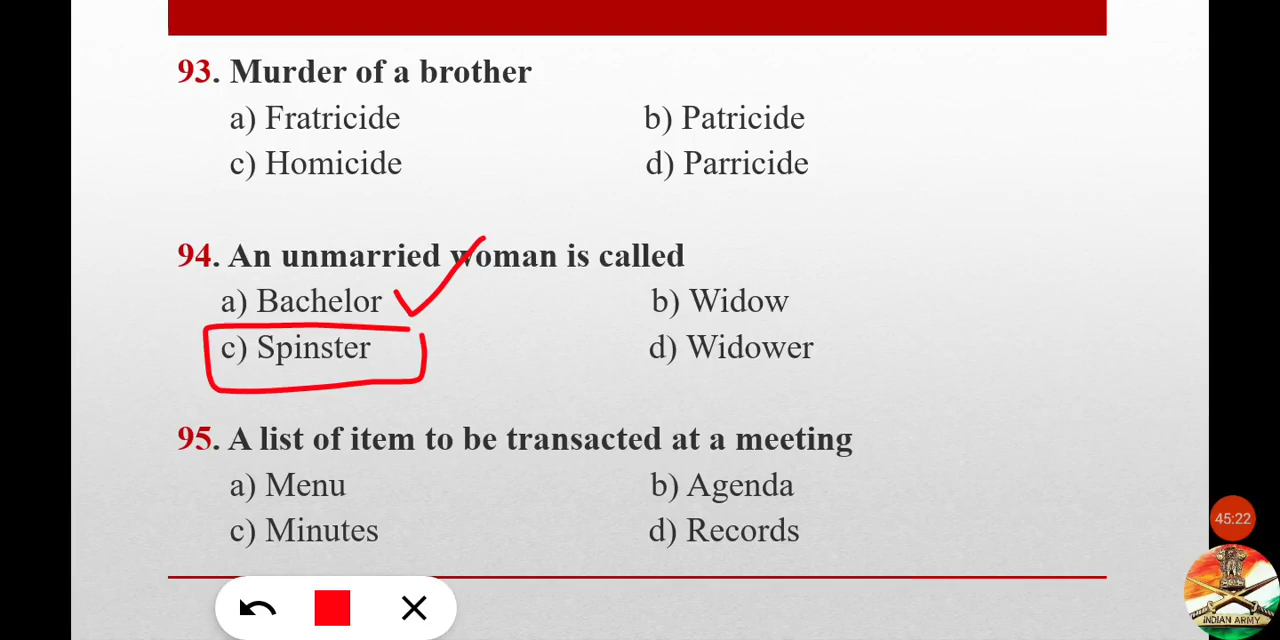 93. Murder of a brother
a) Fratricide b) Patricide
c) Homicide d) Parricide
94. An unmarried woman is called
a) Bachelor b) Widow
c) Spinster d) Widower
95. A list of item to be transacted at a meeting
a) Menu b) Agenda
c) Minutes d) Records
45:22
INDIAN ARMY